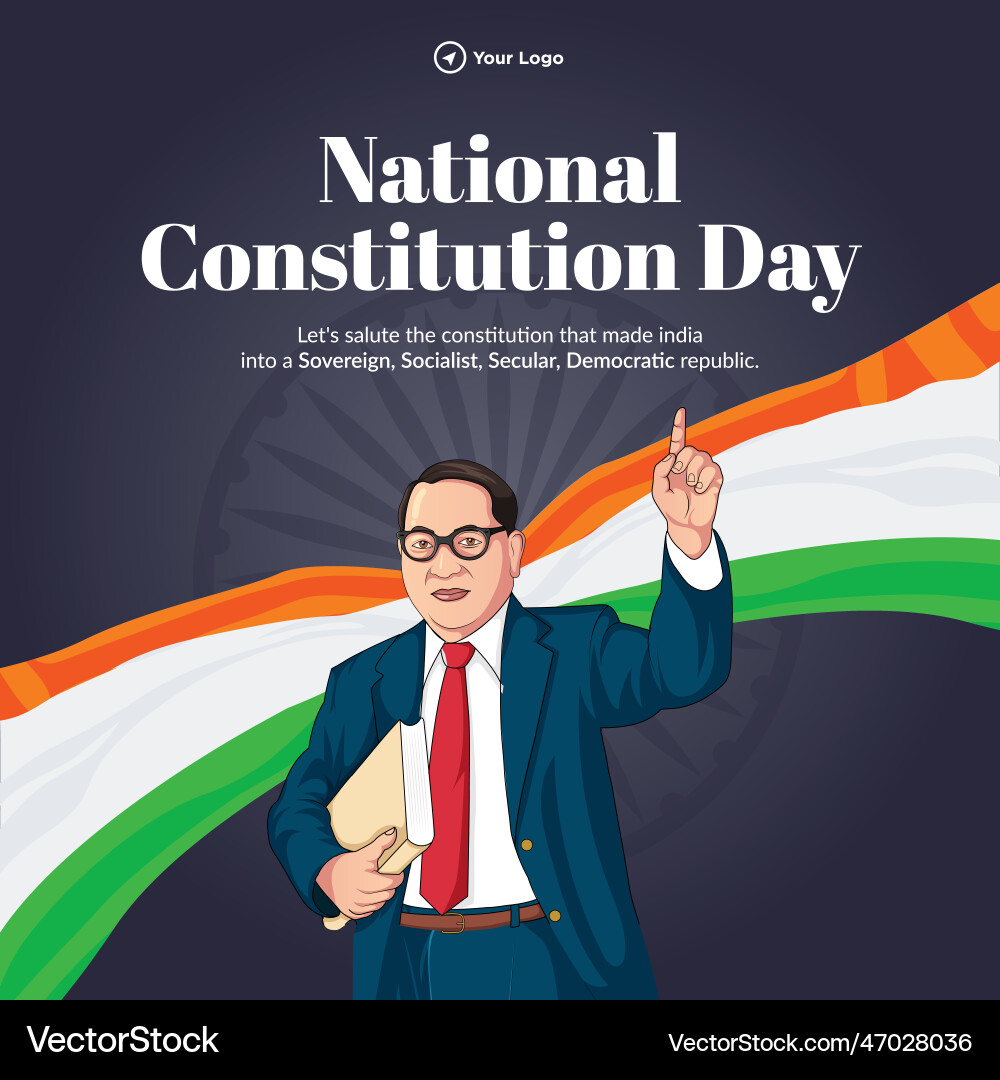 Your Logo
National
Constitution Day
Let's salute the constitution that made india
into a Sovereign, Socialist, Secular, Democratic republic.
VectorStock
VectorStock.com/47028036